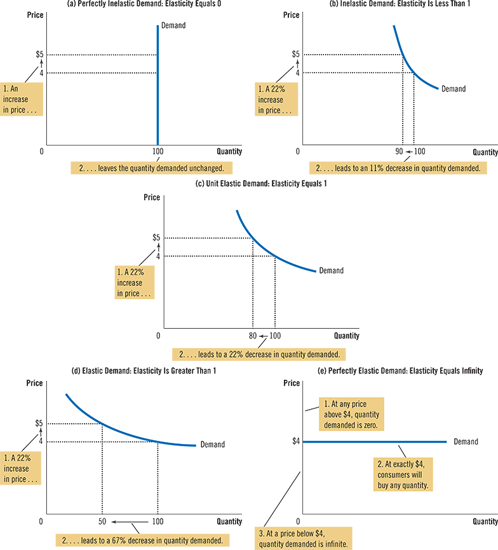 (a) Perfectly Inelastic Demand: Elasticity Equals 0
Price
Demand
$5
4
1. An
increase
in price . . .
0
100
Quantity
2. . . . leaves the quantity demanded unchanged.
(b) Inelastic Demand: Elasticity Is Less Than 1
Price
$5
4
Demand
1. A 22%
increase
in price . . .
0
90
100
Quantity
2. . . . leads to an 11% decrease in quantity demanded.
(c) Unit Elastic Demand: Elasticity Equals 1
Price
$5
4
Demand
1. A 22%
increase
in price . . .
0
80
100
Quantity
2. . . . leads to a 22% decrease in quantity demanded.
(d) Elastic Demand: Elasticity Is Greater Than 1
Price
$5
4
Demand
1. A 22%
increase
in price . . .
0
50
100
Quantity
2. . . . leads to a 67% decrease in quantity demanded.
(e) Perfectly Elastic Demand: Elasticity Equals Infinity
Price
1. At any price
above $4, quantity
demanded is zero.
$4
Demand
2. At exactly $4,
consumers will
buy any quantity.
0
Quantity
3. At a price below $4,
quantity demanded is infinite.